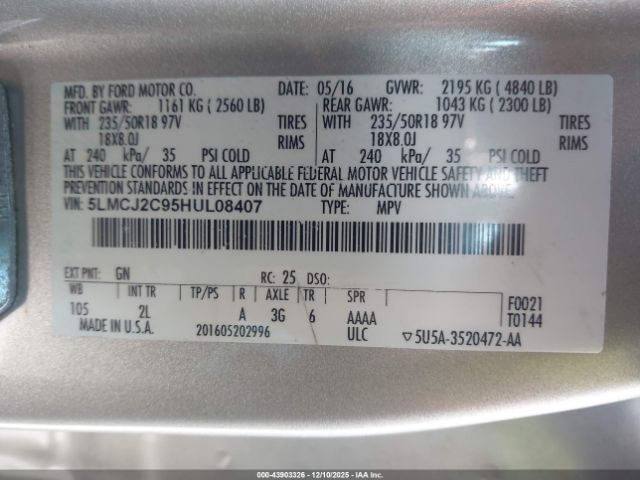 MFD. BY FORD MOTOR CO. DATE: 05/16 GVWR: 2195 KG ( 4840 LB)
FRONT GAWR: 1161 KG ( 2560 LB) REAR GAWR: 1043 KG ( 2300 LB)
WITH 235/50R18 97V TIRES WITH 235/50R18 97V TIRES
18X8.0J RIMS 18X8.0J RIMS
AT 240 kPa/ 35 PSI COLD AT 240 kPa/ 35 PSI COLD
THIS VEHICLE CONFORMS TO ALL APPLICABLE FEDERAL MOTOR VEHICLE SAFETY AND THEFT
PREVENTION STANDARDS IN EFFECT ON THE DATE OF MANUFACTURE SHOWN ABOVE.
VIN: 5LMCJ2C95HUL08407 TYPE: MPV
EXT PNT: GN RC: 25 DSO:
WB INT TR TP/PS R AXLE TR SPR F0021
105 2L A 3G 6 AAAA T0144
MADE IN U.S.A. 201605202996 ULC ▽5U5A-3520472-AA
000-43903326 - 12/10/2025 - IAAI.COM